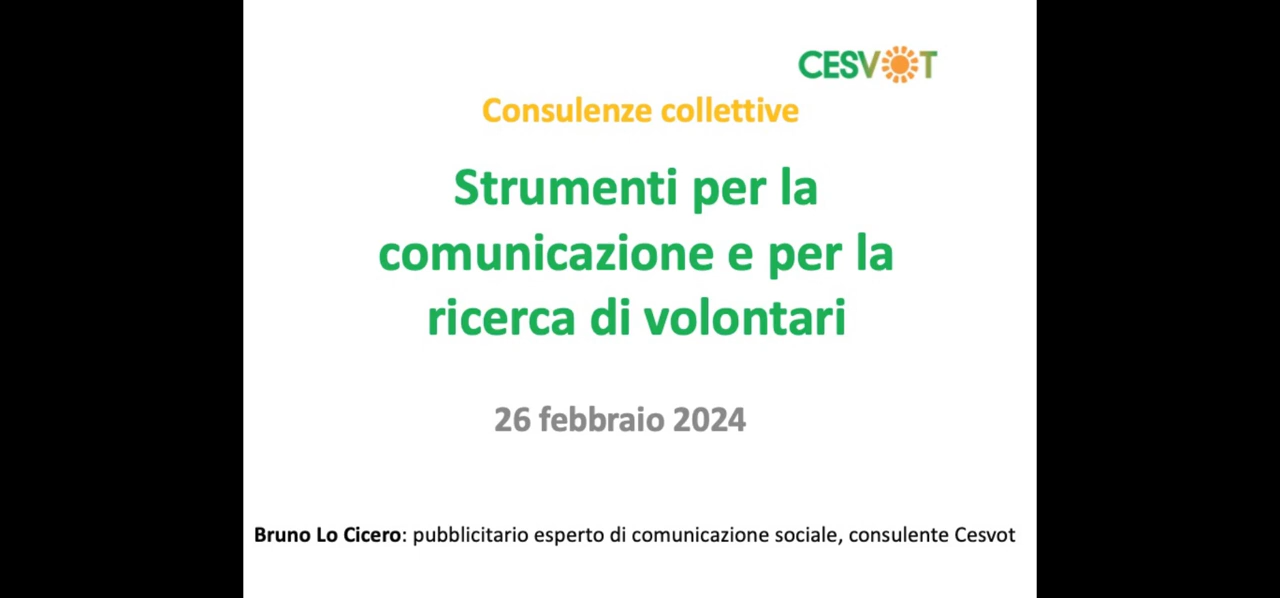 CESVOT
Consulenze collettive
Strumenti per la
comunicazione e per la
ricerca di volontari
26 febbraio 2024
Bruno Lo Cicero: pubblicitario esperto di comunicazione sociale, consulente Cesvot